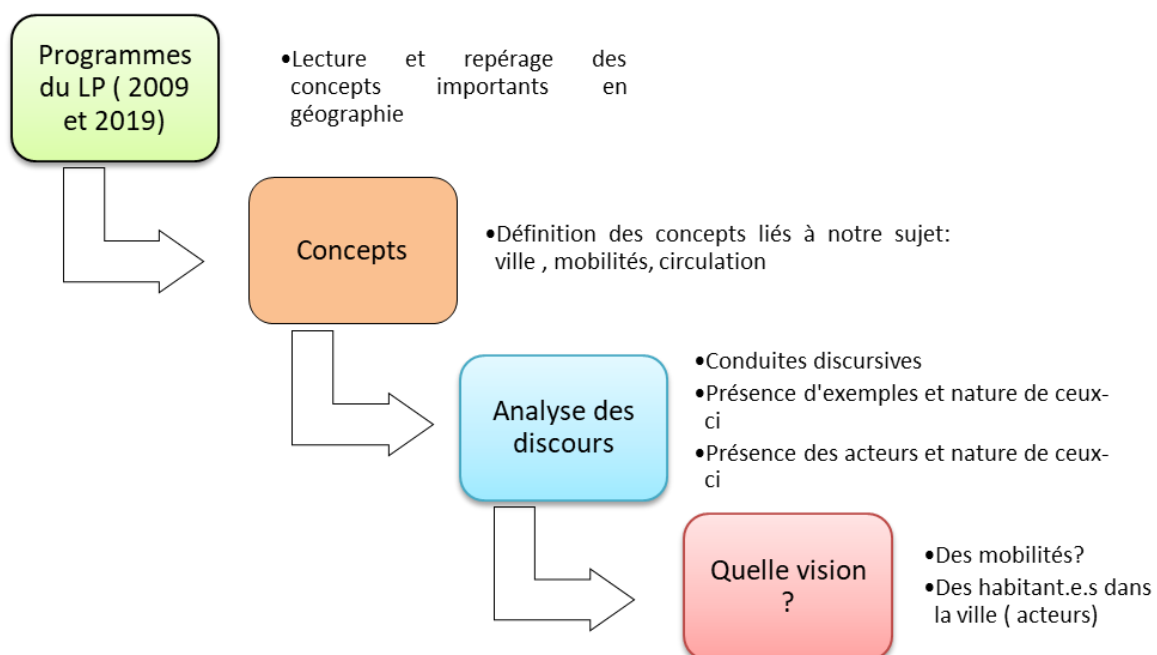 Programmes
du LP ( 2009
et 2019)
•Lecture et repérage des
concepts importants en
géographie
Concepts
•Définition des concepts liés à notre sujet:
ville , mobilités, circulation
Analyse des
discours
•Conduites discursives
•Présence d'exemples et nature de ceux-
ci
•Présence des acteurs et nature de ceux-
ci
Quelle vision
?
•Des mobilités?
•Des habitant.e.s dans
la ville ( acteurs)